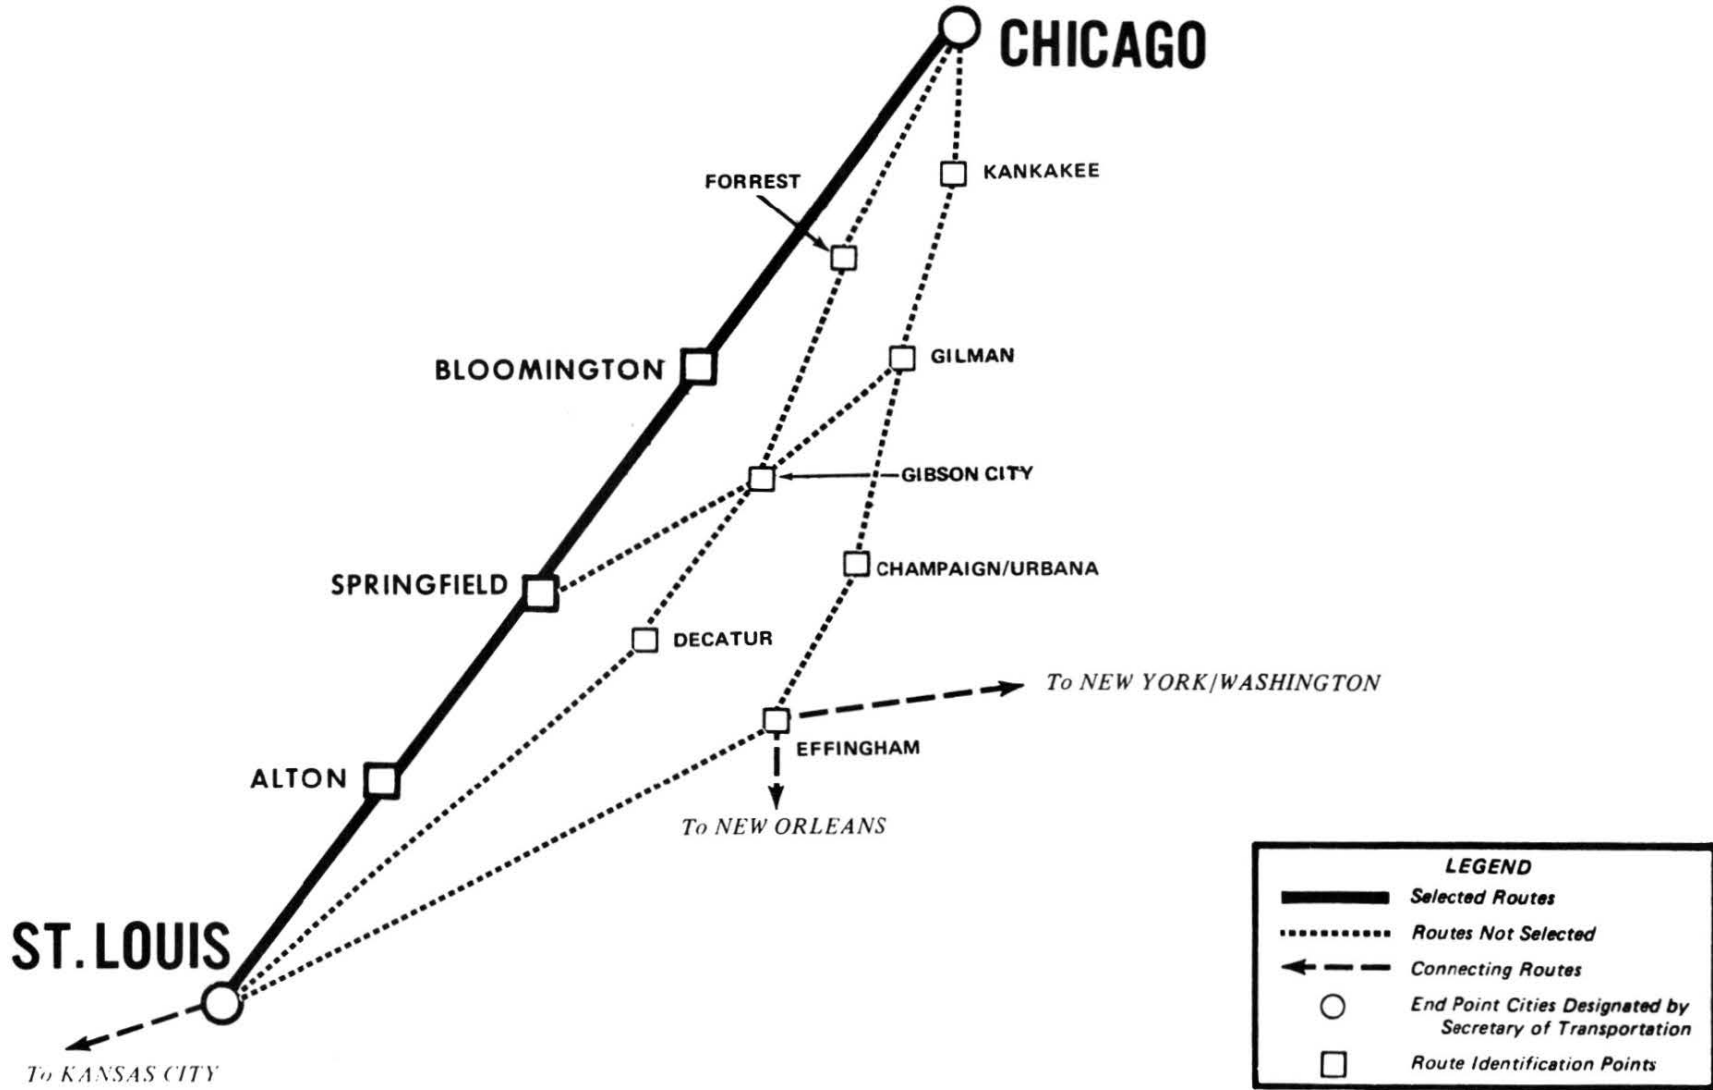 CHICAGO
KANKAKEE
FORREST
BLOOMINGTON
GILMAN
GIBSON CITY
SPRINGFIELD
CHAMPAIGN/URBANA
DECATUR
To NEW YORK/WASHINGTON
EFFINGHAM
ALTON
To NEW ORLEANS
ST. LOUIS
To KANSAS CITY
LEGEND
Selected Routes
Routes Not Selected
Connecting Routes
End Point Cities Designated by
Secretary of Transportation
Route Identification Points